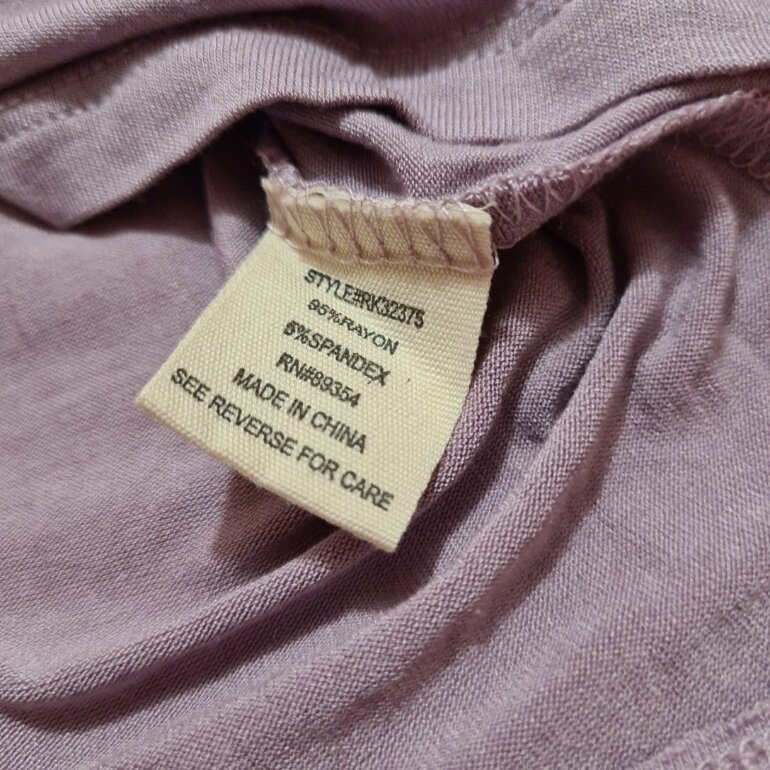 STYLE#RK32375
95%RAYON
5%SPANDEX
RN#89354
MADE IN CHINA
SEE REVERSE FOR CARE